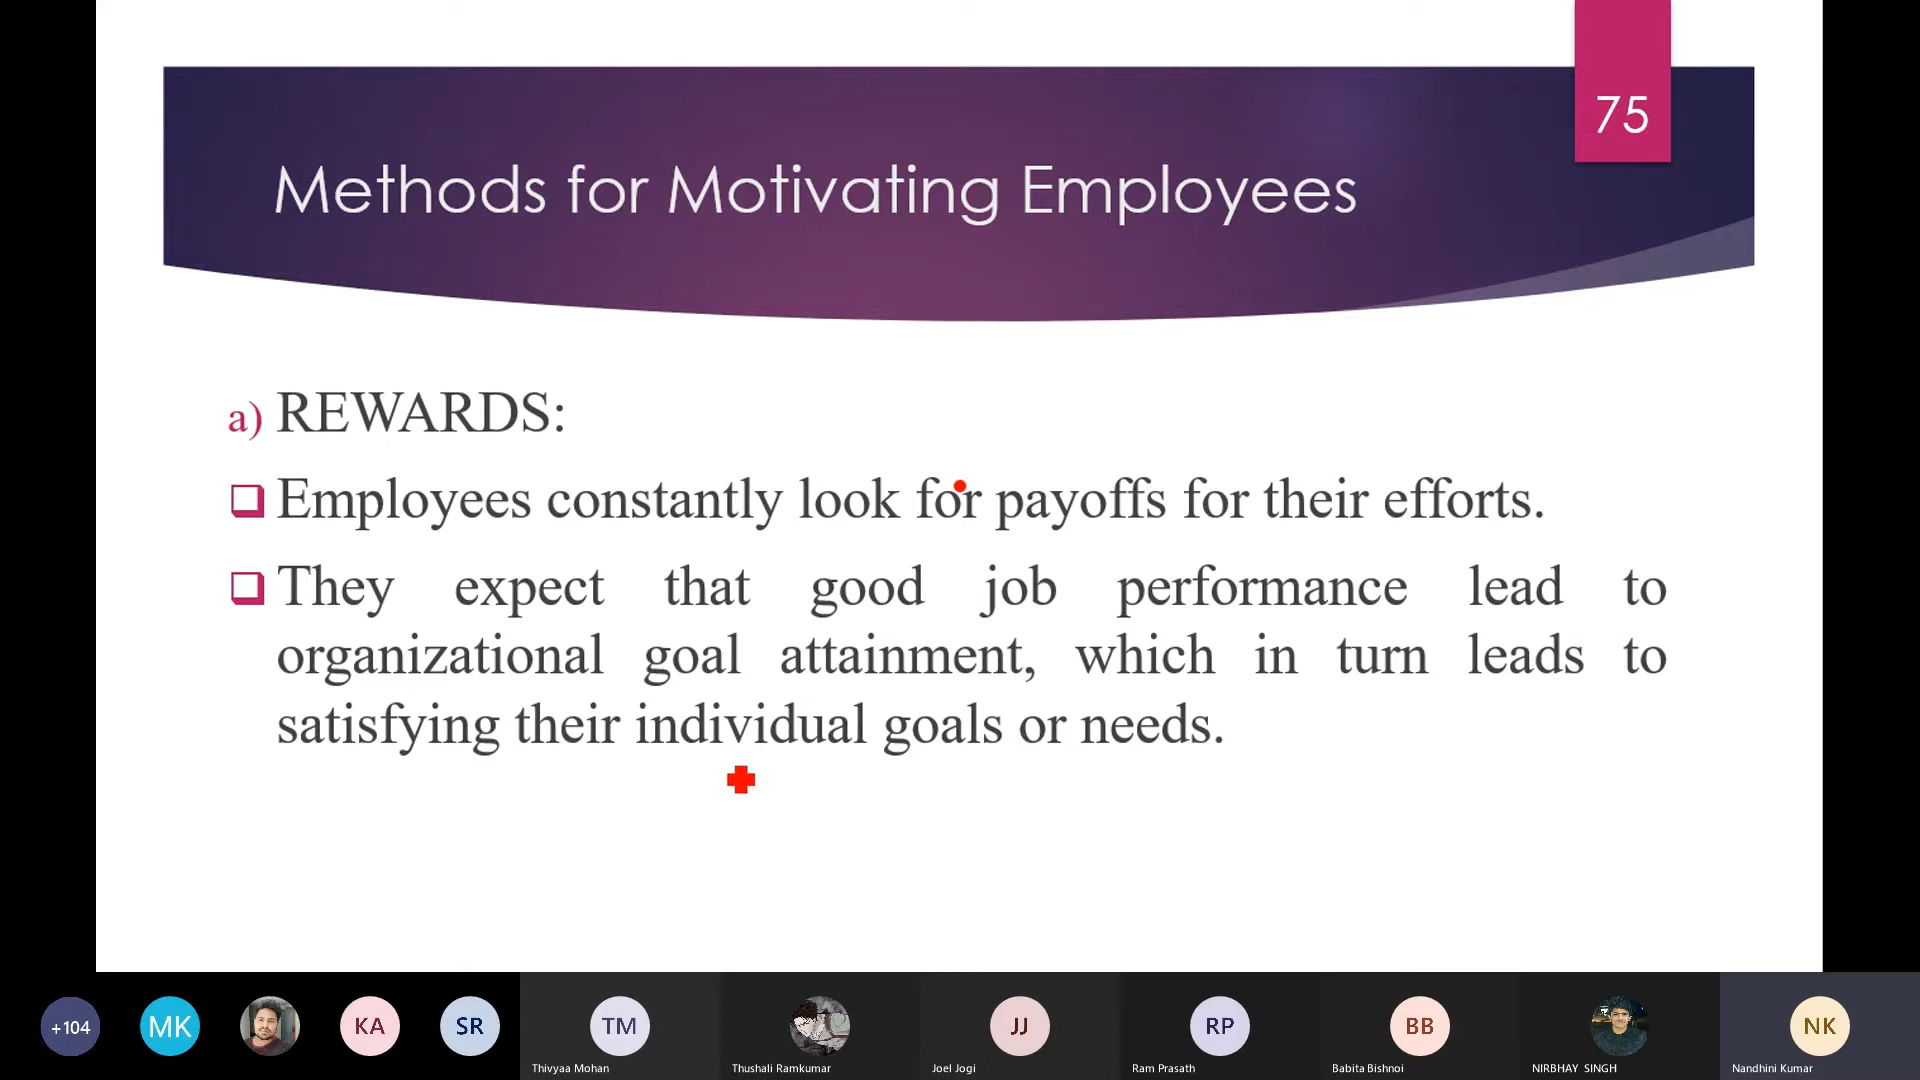 75
Methods for Motivating Employees
a) REWARDS:
Employees constantly look for payoffs for their efforts.
They expect that good job performance lead to
organizational goal attainment, which in turn leads to
satisfying their individual goals or needs.
+104
MK
KA
SR
TM
JJ
RP
BB
NK
Thivyaa Mohan
Thushali Ramkumar
Joel Jogi
Ram Prasath
Babita Bishnoi
NIRBHAY SINGH
Nandhini Kumar